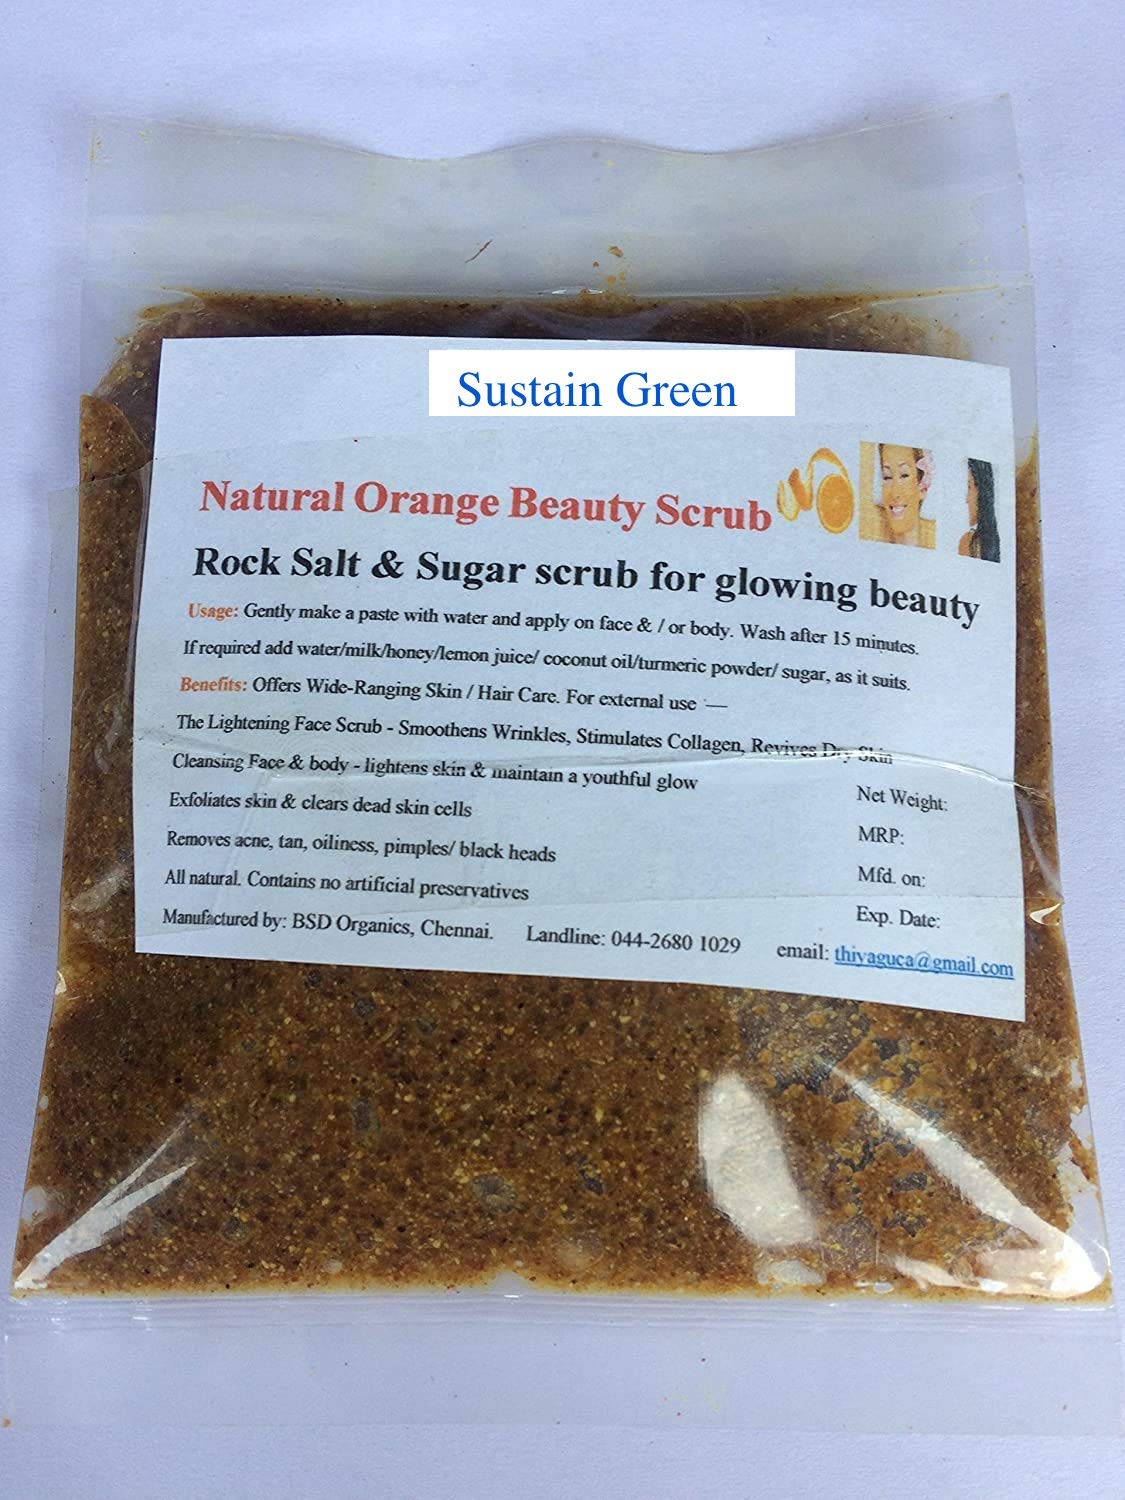 Sustain Green
Natural Orange Beauty Scrub
Rock Salt & Sugar scrub for glowing beauty
Usage: Gently make a paste with water and apply on face & / or body. Wash after 15 minutes.
If required add water/milk/honey/lemon juice/ coconut oil/turmeric powder/ sugar, as it suits.
Benefits: Offers Wide-Ranging Skin / Hair Care. For external use —
The Lightening Face Scrub - Smoothens Wrinkles, Stimulates Collagen, Revives Dry Skin
Cleansing Face & body - lightens skin & maintain a youthful glow
Net Weight:
Exfoliates skin & clears dead skin cells
MRP:
Removes acne, tan, oiliness, pimples/ black heads
Mfd. on:
All natural. Contains no artificial preservatives
Exp. Date:
Manufactured by: BSD Organics, Chennai. Landline: 044-2680 1029 email: thiyaguca@gmail.com